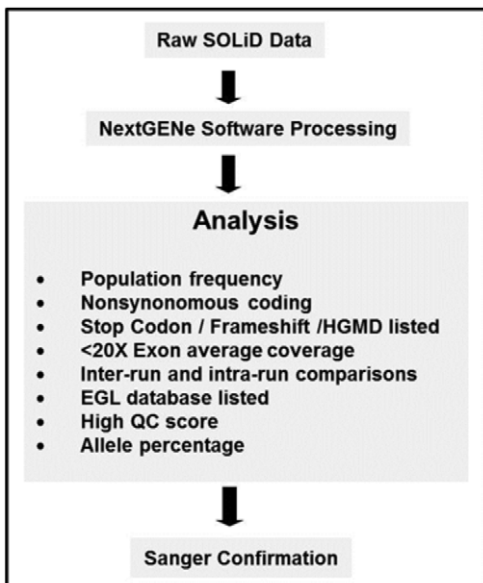 Raw SOLiD Data
NextGENe Software Processing
Analysis
• Population frequency
• Nonsynonomous coding
• Stop Codon / Frameshift /HGMD listed
• <20X Exon average coverage
• Inter-run and intra-run comparisons
• EGL database listed
• High QC score
• Allele percentage
Sanger Confirmation